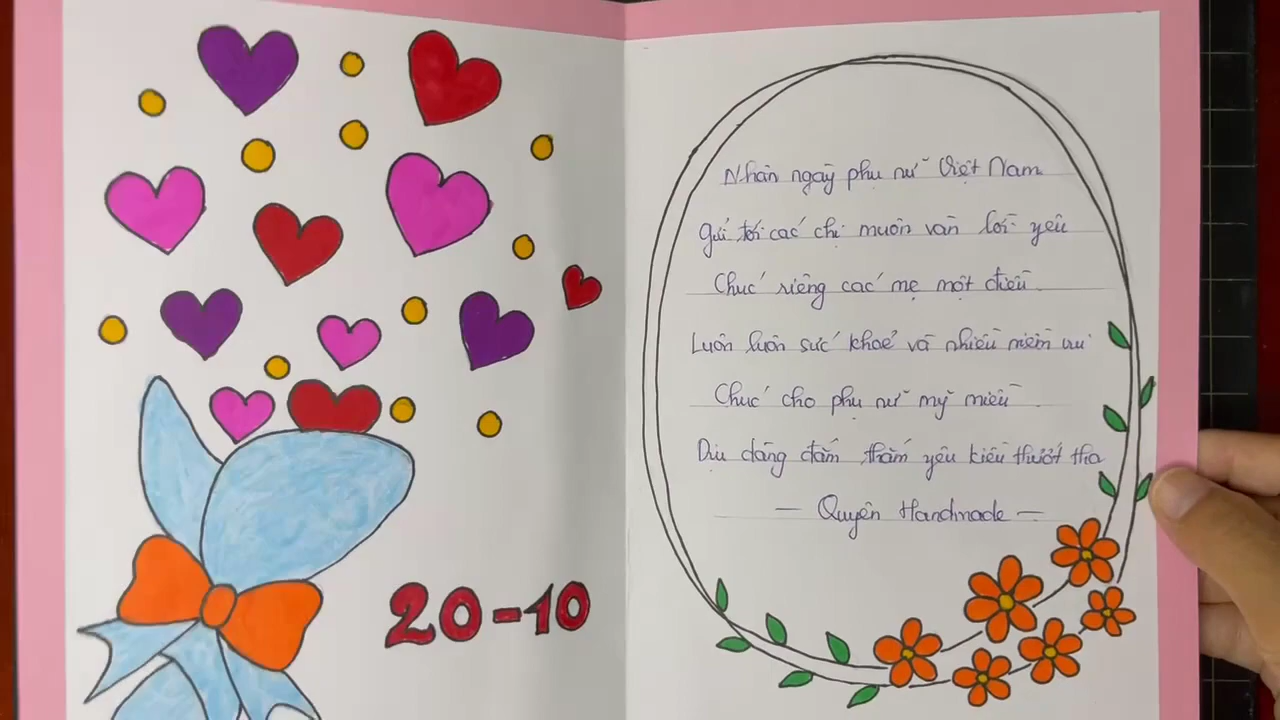 20-10
Nhân ngày phụ nữ Việt Nam
Gửi tới các chị muôn vàn lời yêu
Chúc riêng các mẹ một điều
Luôn luôn sức khoẻ và nhiều niềm vui
Chúc cho phụ nữ mỹ miều
Dịu dàng đắm thắm yêu kiều thướt tha
— Quyên Handmade —